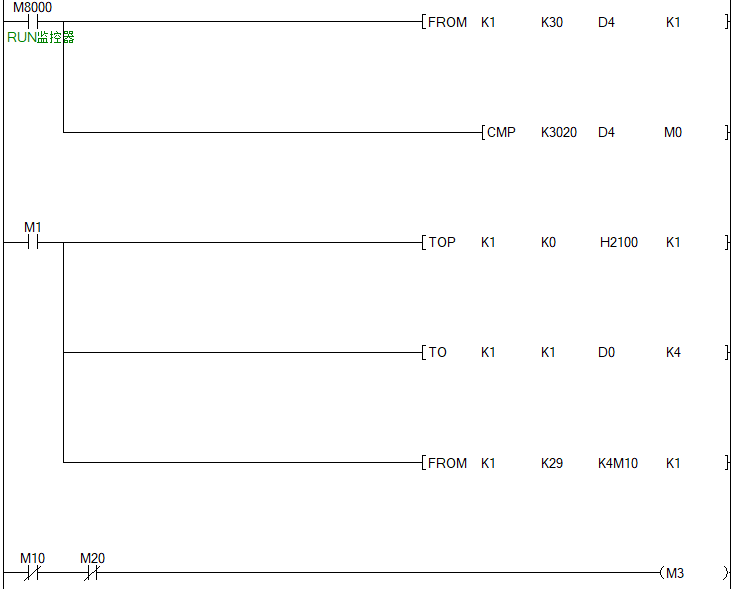 M8000
[FROM K1 K30 D4 K1 ]
RUN监控器
[CMP K3020 D4 M0 ]
M1
[TOP K1 K0 H2100 K1 ]
[TO K1 K1 D0 K4 ]
[FROM K1 K29 K4M10 K1 ]
M10 M20
(M3 )